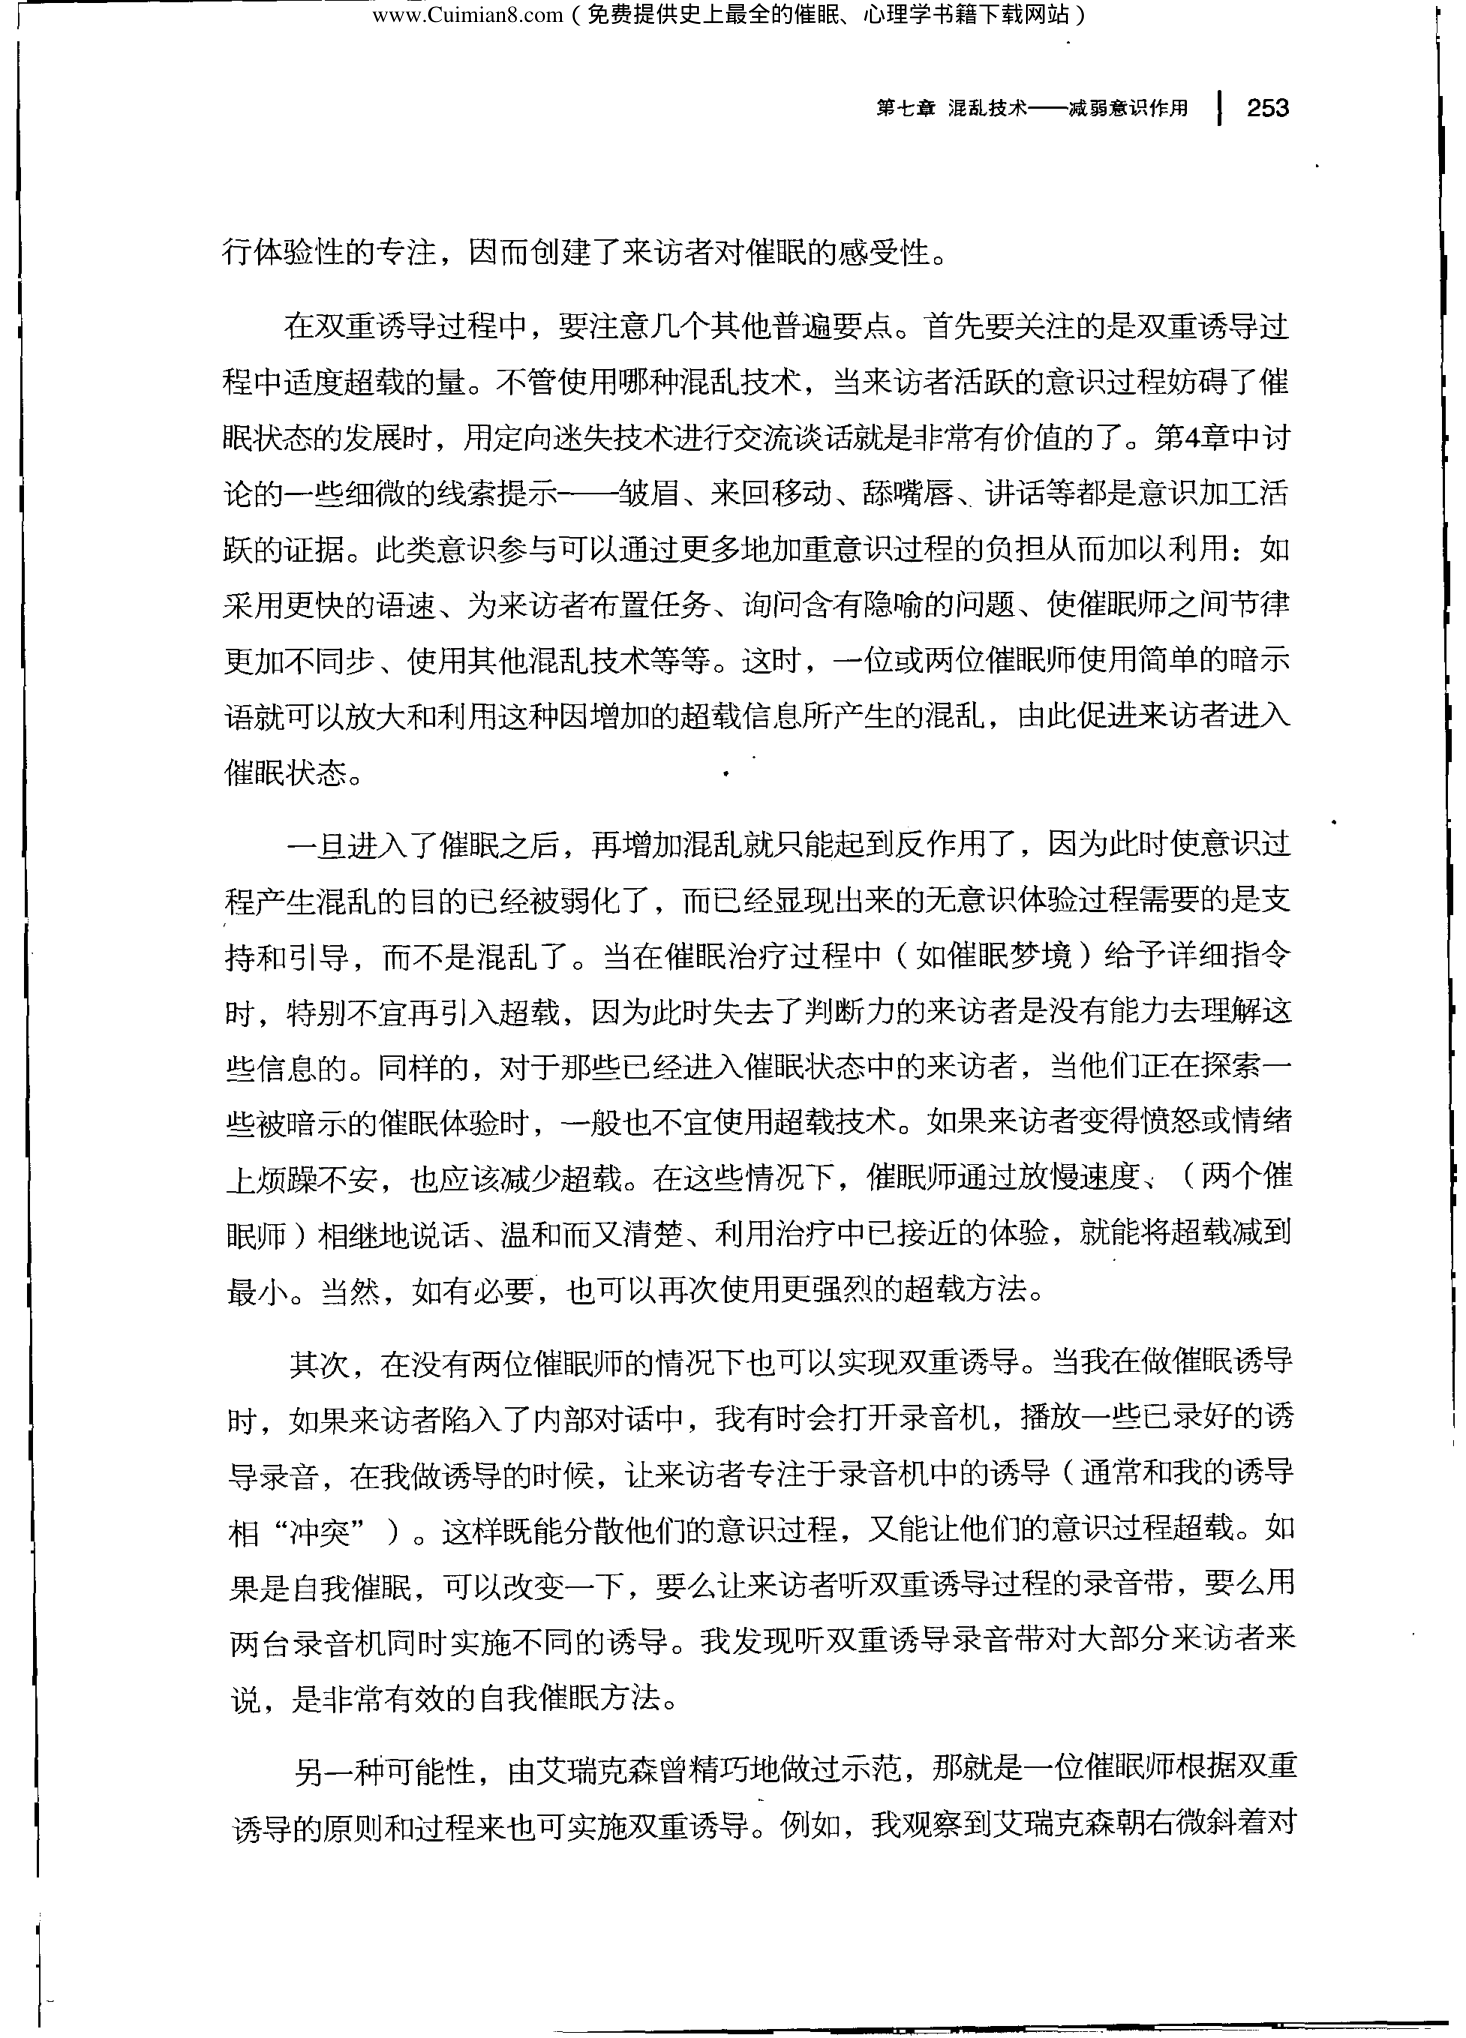 www.Cuimian8.com（免费提供史上最全的催眠、心理学书籍下载网站）
第七章 混乱技术——减弱意识作用 253
行体验性的专注，因而创建了来访者对催眠的感受性。
在双重诱导过程中，要注意几个其他普遍要点。首先要关注的是双重诱导过
程中适度超载的量。不管使用哪种混乱技术，当来访者活跃的意识过程妨碍了催
眠状态的发展时，用定向迷失技术进行交流谈话就是非常有价值的了。第4章中讨
论的一些细微的线索提示——皱眉、来回移动、舔嘴唇、讲话等都是意识加工活
跃的证据。此类意识参与可以通过更多地加重意识过程的负担从而加以利用：如
采用更快的语速、为来访者布置任务、询问含有隐喻的问题、使催眠师之间节律
更加不同步、使用其他混乱技术等等。这时，一位或两位催眠师使用简单的暗示
语就可以放大和利用这种因增加的超载信息所产生的混乱，由此促进来访者进入
催眠状态。
一旦进入了催眠之后，再增加混乱就只能起到反作用了，因为此时使意识过
程产生混乱的目的已经被弱化了，而已经显现出来的无意识体验过程需要的是支
持和引导，而不是混乱了。当在催眠治疗过程中（如催眠梦境）给予详细指令
时，特别不宜再引入超载，因为此时失去了判断力的来访者是没有能力去理解这
些信息的。同样的，对于那些已经进入催眠状态中的来访者，当他们正在探索一
些被暗示的催眠体验时，一般也不宜使用超载技术。如果来访者变得愤怒或情绪
上烦躁不安，也应该减少超载。在这些情况下，催眠师通过放慢速度、（两个催
眠师）相继地说话、温和而又清楚、利用治疗中已接近的体验，就能将超载减到
最小。当然，如有必要，也可以再次使用更强烈的超载方法。
其次，在没有两位催眠师的情况下也可以实现双重诱导。当我在做催眠诱导
时，如果来访者陷入了内部对话中，我有时会打开录音机，播放一些已录好的诱
导录音，在我做诱导的时候，让来访者专注于录音机中的诱导（通常和我的诱导
相“冲突”）。这样既能分散他们的意识过程，又能让他们的意识过程超载。如
果是自我催眠，可以改变一下，要么让来访者听双重诱导过程的录音带，要么用
两台录音机同时实施不同的诱导。我发现听双重诱导录音带对大部分来访者来
说，是非常有效的自我催眠方法。
另一种可能性，由艾瑞克森曾精巧地做过示范，那就是一位催眠师根据双重
诱导的原则和过程来也可实施双重诱导。例如，我观察到艾瑞克森朝右微斜着对